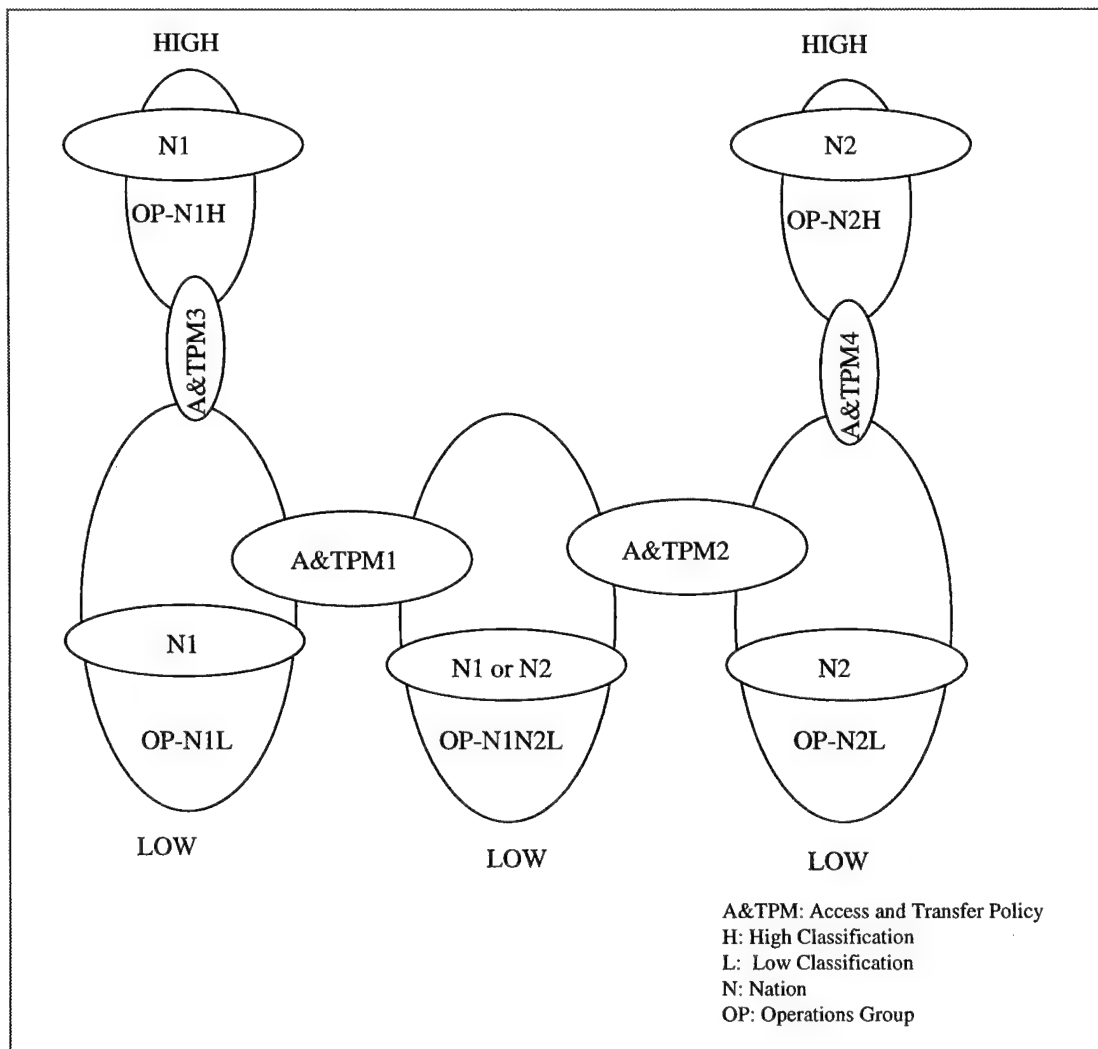 HIGH
HIGH
N1
N2
OP-N1H
OP-N2H
A&TPM3
A&TPM4
A&TPM1
A&TPM2
N1
N1 or N2
N2
OP-N1L
OP-N1N2L
OP-N2L
LOW
LOW
LOW
A&TPM: Access and Transfer Policy
H: High Classification
L: Low Classification
N: Nation
OP: Operations Group